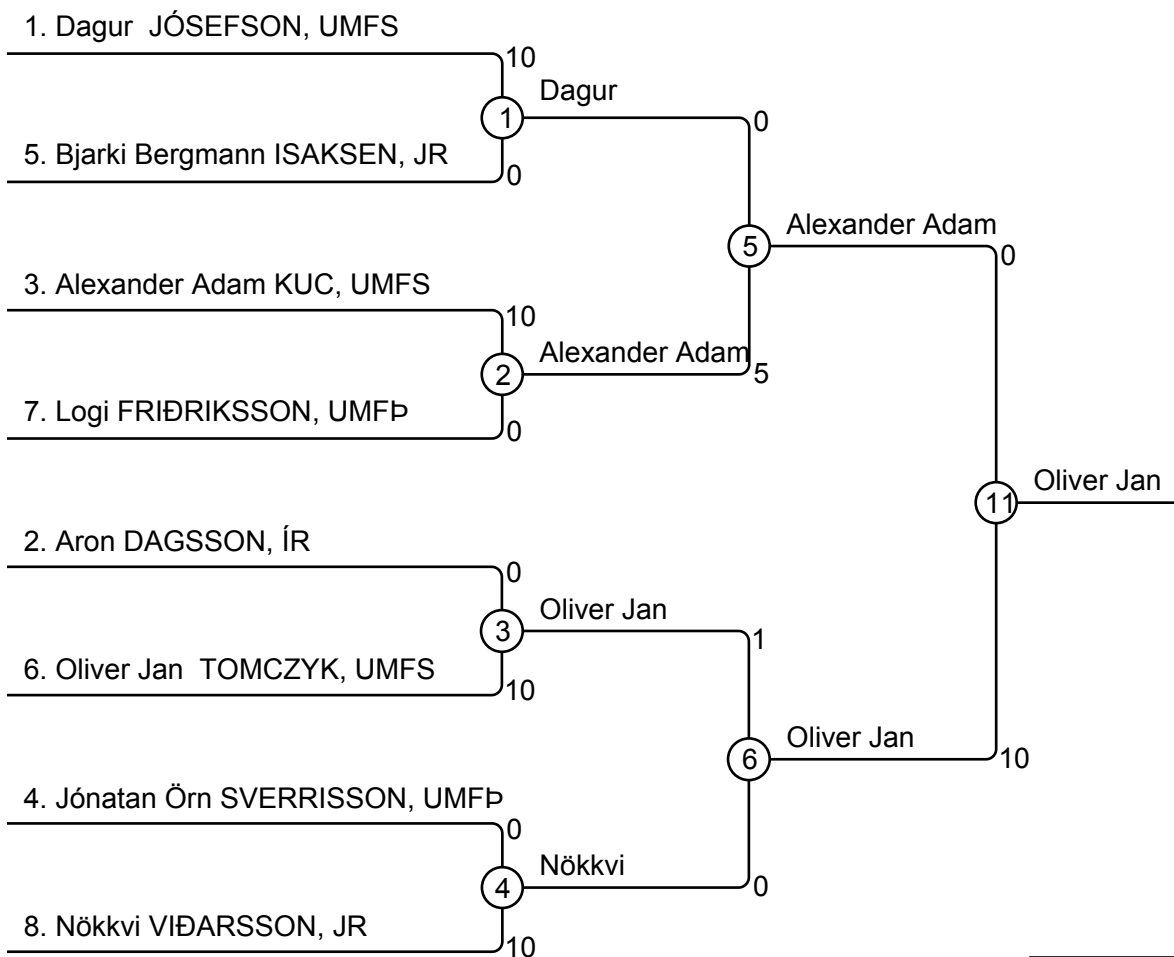 1. Dagur  JÓSEFSON, UMFS
10
Dagur
1
0
5. Bjarki Bergmann ISAKSEN, JR
0
Alexander Adam
5
0
3. Alexander Adam KUC, UMFS
10
Alexander Adam
2
5
7. Logi FRIÐRIKSSON, UMFÞ
0
Oliver Jan
11
2. Aron DAGSSON, ÍR
0
Oliver Jan
3
1
6. Oliver Jan  TOMCZYK, UMFS
10
Oliver Jan
6
10
4. Jónatan Örn SVERRISSON, UMFÞ
0
Nökkvi
4
0
8. Nökkvi VIÐARSSON, JR
10